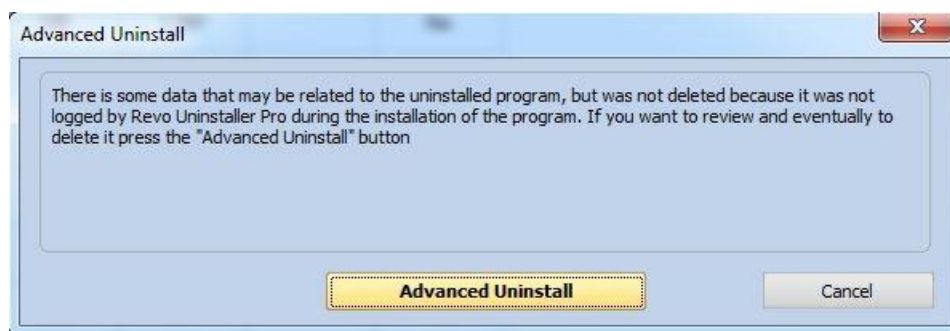 Advanced Uninstall
There is some data that may be related to the uninstalled program, but was not deleted because it was not
logged by Revo Uninstaller Pro during the installation of the program. If you want to review and eventually to
delete it press the "Advanced Uninstall" button
Advanced Uninstall
Cancel